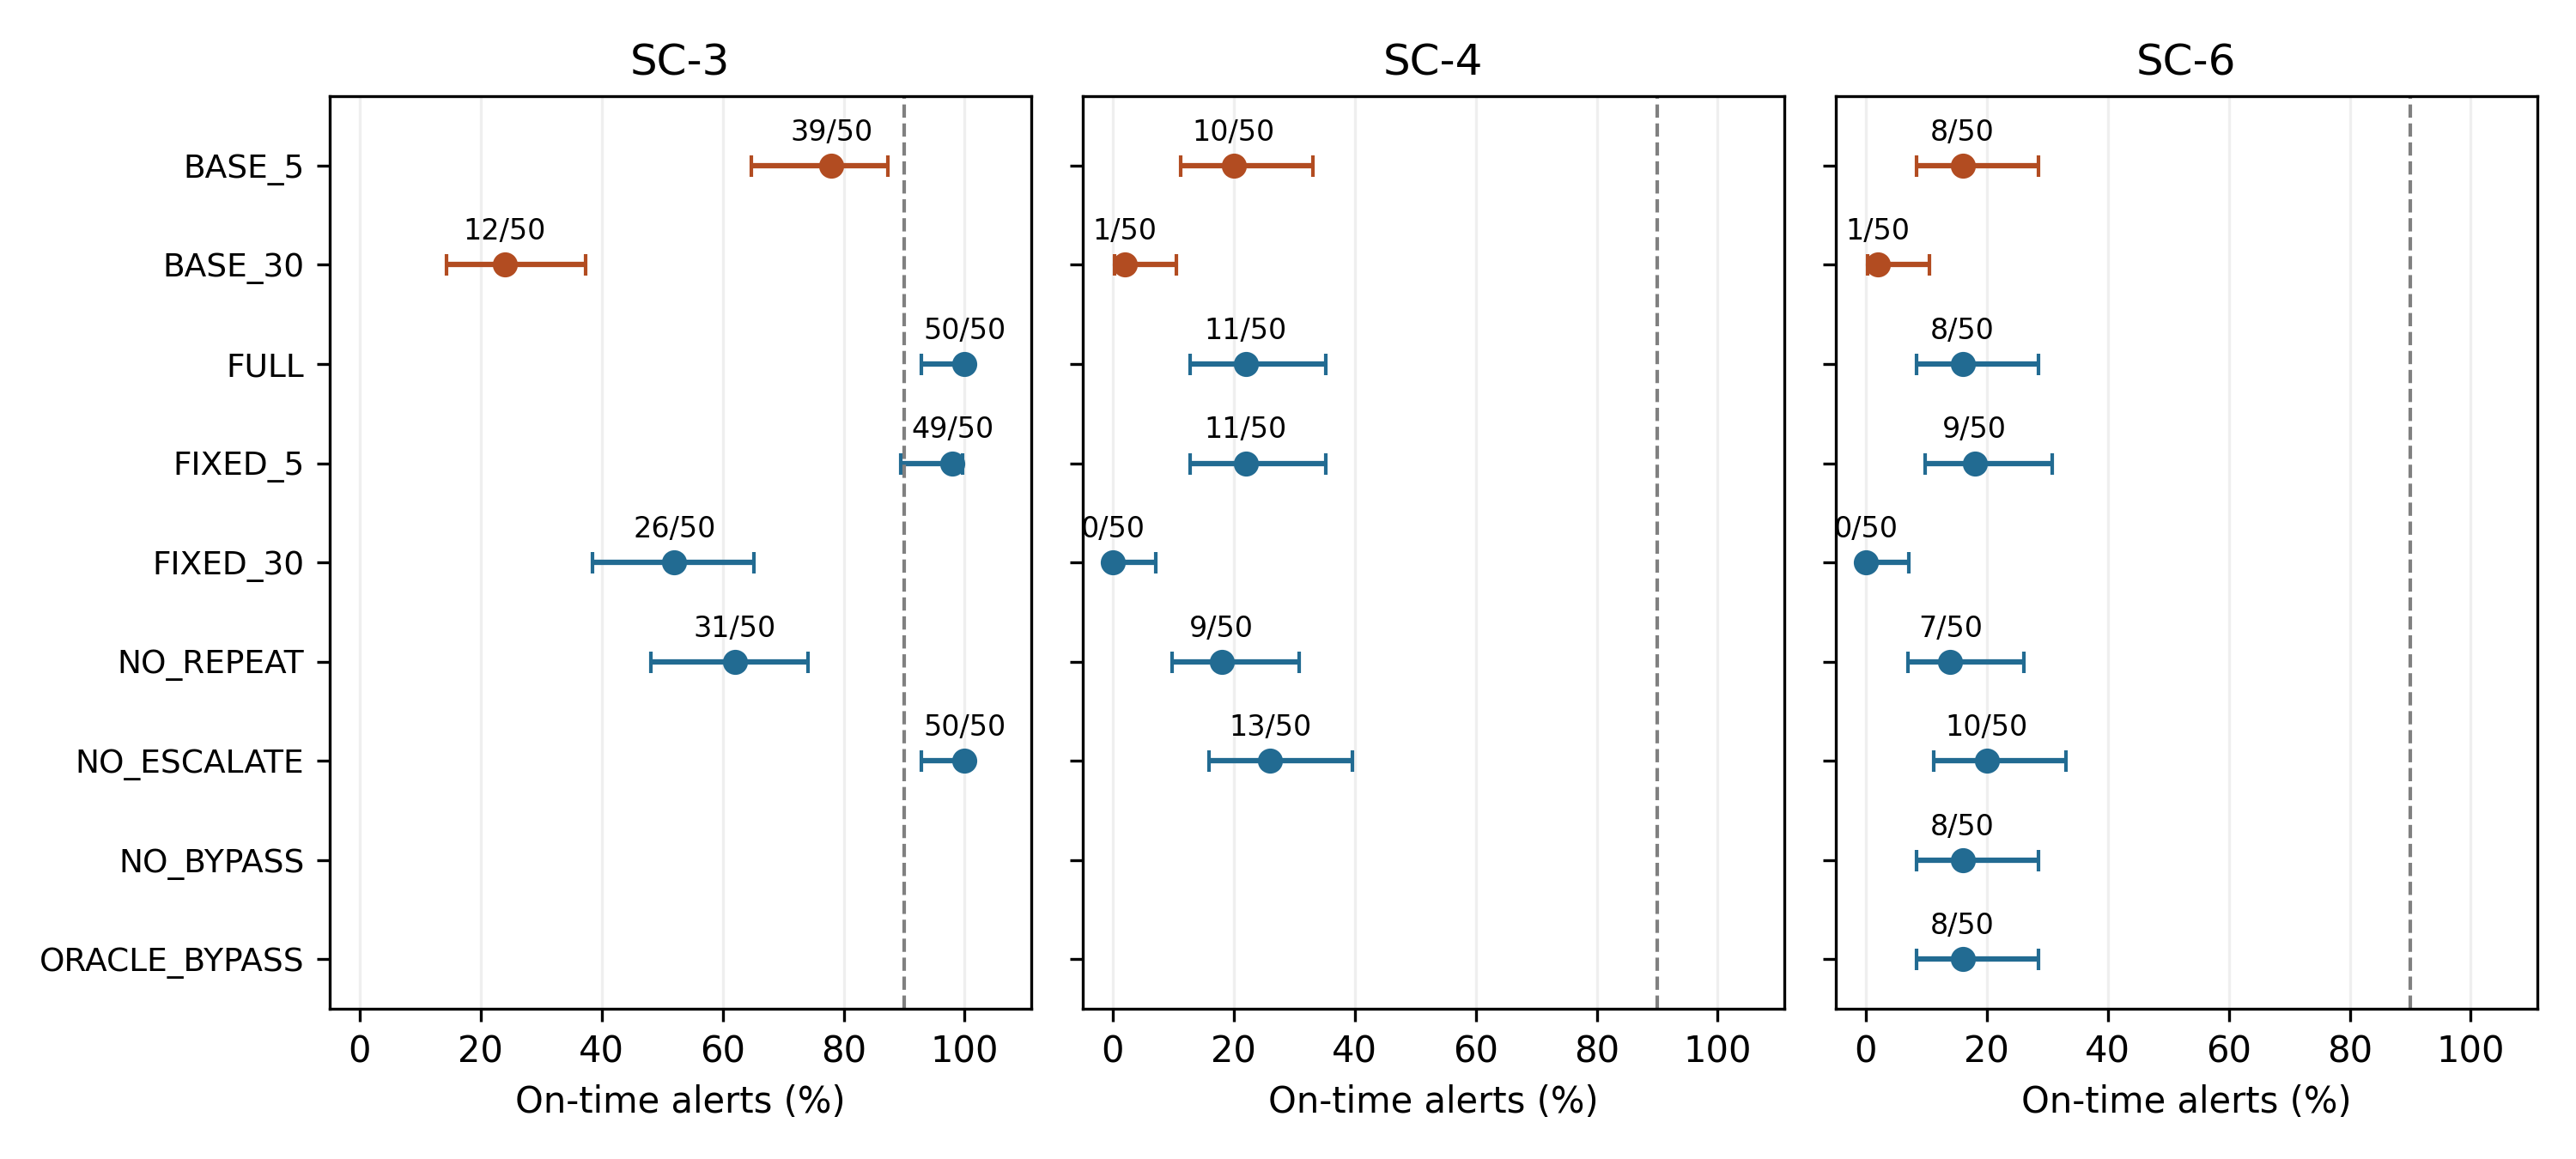 SC-3 SC-4 SC-6
BASE_5 39/50 10/50 8/50
BASE_30 12/50 1/50 1/50
FULL 50/50 11/50 8/50
FIXED_5 49/50 11/50 9/50
FIXED_30 26/50 0/50 0/50
NO_REPEAT 31/50 9/50 7/50
NO_ESCALATE 50/50 13/50 10/50
NO_BYPASS 8/50
ORACLE_BYPASS 8/50
0 20 40 60 80 100 0 20 40 60 80 100 0 20 40 60 80 100
On-time alerts (%) On-time alerts (%) On-time alerts (%)